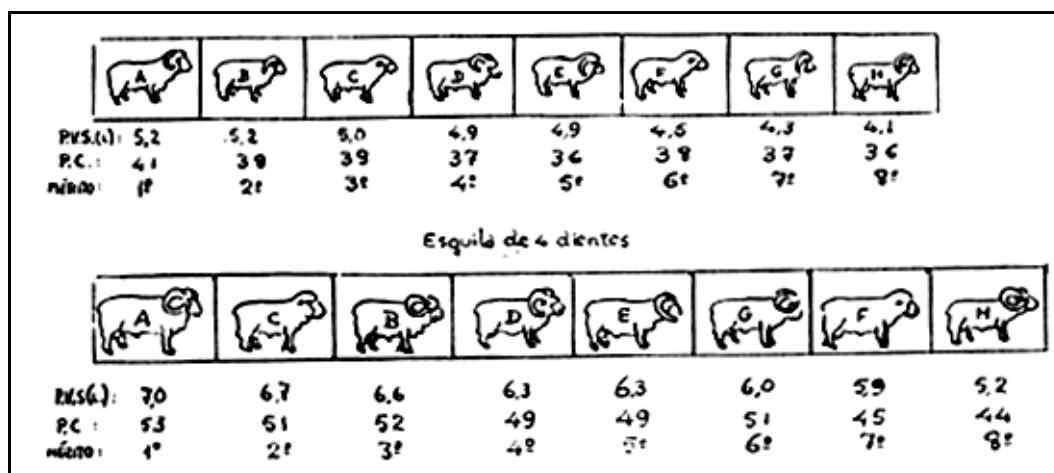 A B C D E F G H
P.V.S.(L): 5,2 5,2 5,0 4,9 4,9 4,5 4,3 4,1
P.C.: 41 38 39 37 36 38 37 36
MÉRITO: 1º 2º 3º 4º 5º 6º 7º 8º
Esquila de 4 dientes
A C B D E G F H
P.V.S(L): 7,0 6,7 6,6 6,3 6,3 6,0 5,9 5,2
P.C: 53 51 52 49 49 51 45 44
MÉRITO: 1º 2º 3º 4º 5º 6º 7º 8º